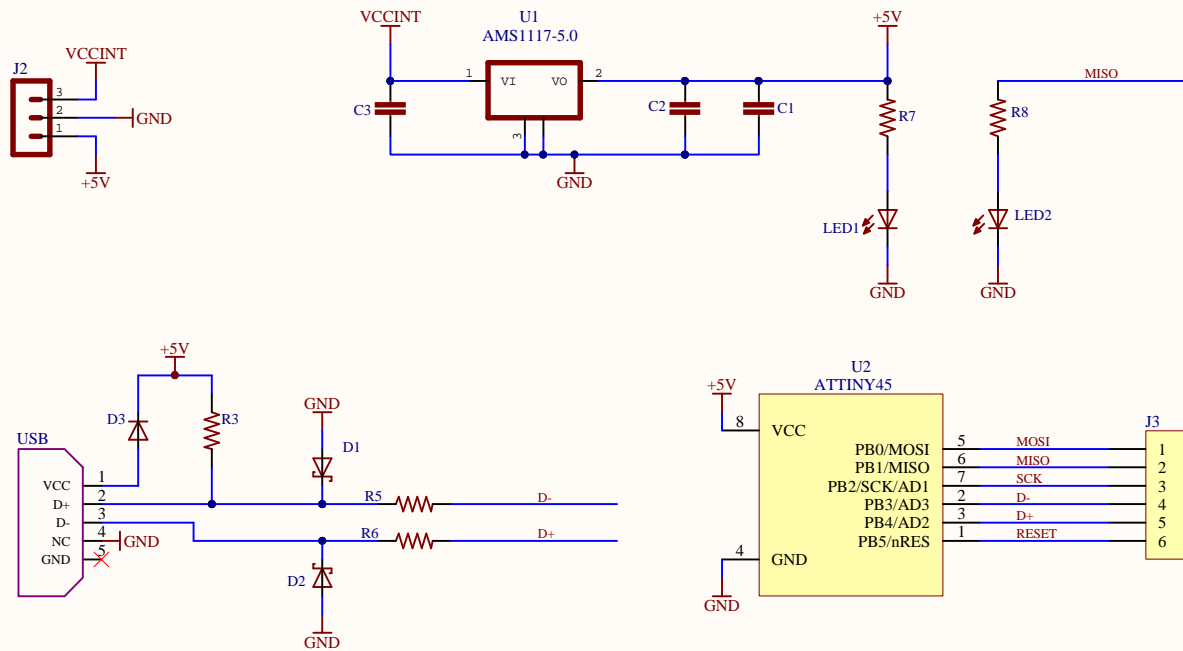 J2
VCCINT
3
2
GND
1
+5V
VCCINT
U1
AMS1117-5.0
1
VI
VO
2
3
C3
C2
C1
GND
+5V
R7
LED1
GND
MISO
R8
LED2
GND
+5V
D3
R3
USB
VCC
1
D+
2
D-
3
NC
4
GND
GND
5
GND
D1
R5
D-
R6
D+
D2
GND
U2
ATTINY45
+5V
8
VCC
4
GND
GND
PB0/MOSI
5
MOSI
PB1/MISO
6
MISO
PB2/SCK/AD1
7
SCK
PB3/AD3
2
D-
PB4/AD2
3
D+
PB5/nRES
1
RESET
J3
1
2
3
4
5
6